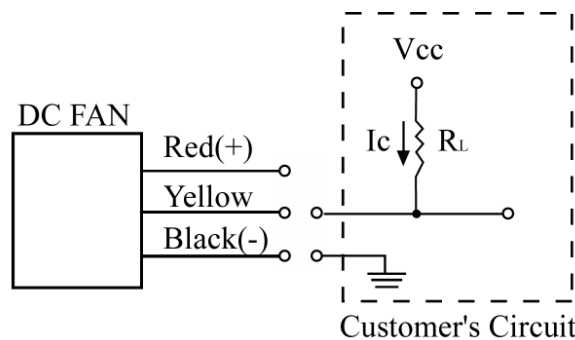 Vcc
DC FAN
Red(+)
Ic
RL
Yellow
Black(-)
Customer's Circuit